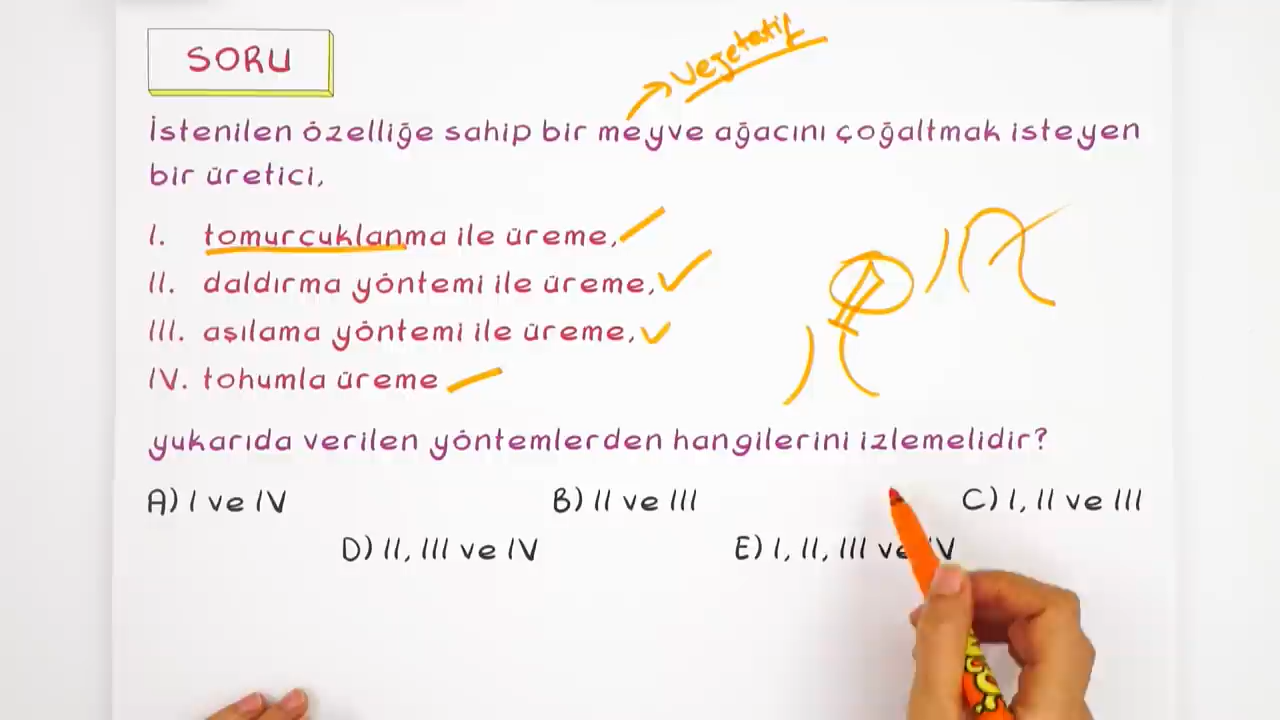 SORU
Vejetatif
İstenilen özelliğe sahip bir meyve ağacını çoğaltmak isteyen
bir üretici,
I. tomurcuklanma ile üreme,
II. daldırma yöntemi ile üreme,
III. aşılama yöntemi ile üreme,
IV. tohumla üreme
yukarıda verilen yöntemlerden hangilerini izlemelidir?
A) I ve IV B) II ve III C) I, II ve III
D) II, III ve IV E) I, II, III ve IV